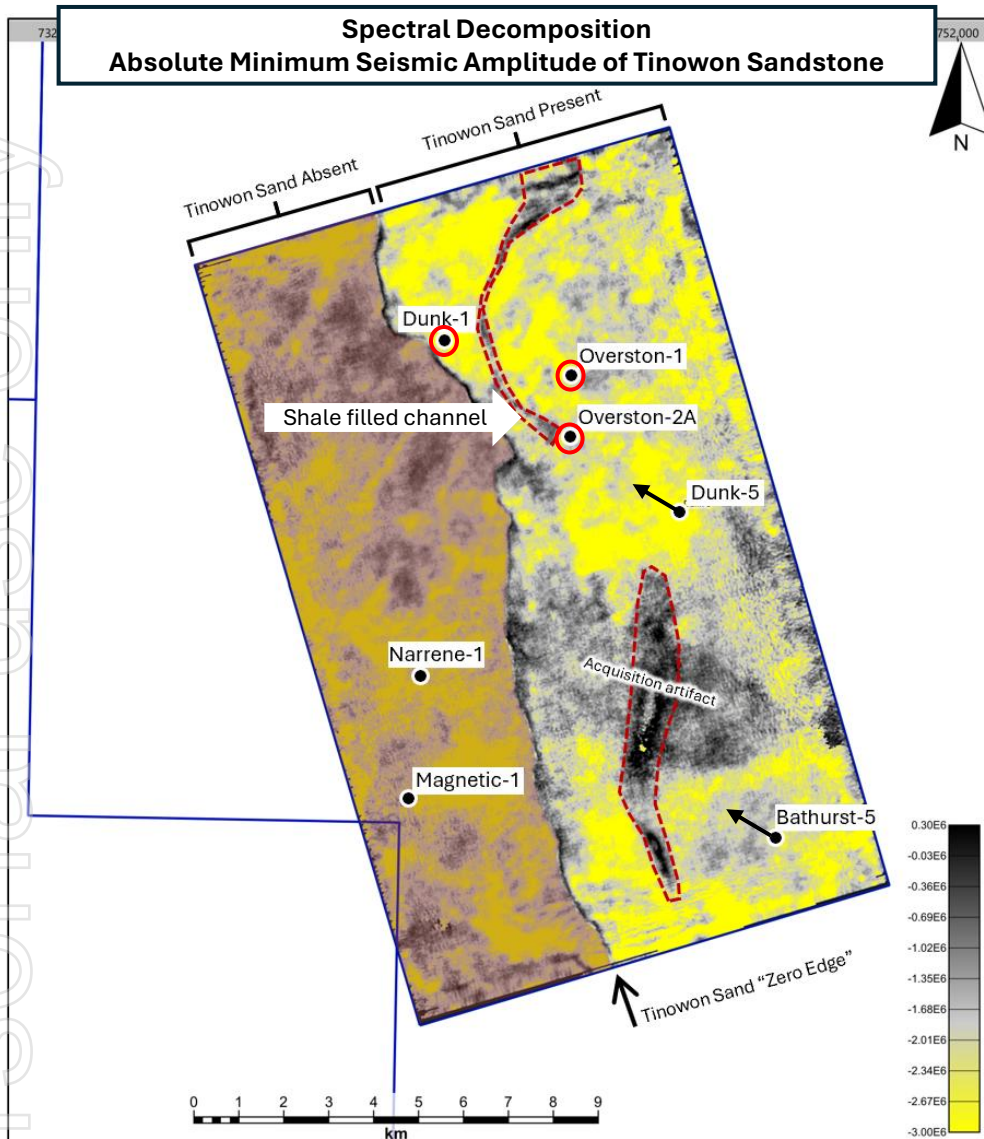 Spectral Decomposition
Absolute Minimum Seismic Amplitude of Tinowon Sandstone
732
752,000
N
Tinowon Sand Absent
Tinowon Sand Present
Dunk-1
Overston-1
Shale filled channel
Overston-2A
Dunk-5
Narrene-1
Acquisition artifact
Magnetic-1
Bathurst-5
Tinowon Sand “Zero Edge”
0.30E6
-0.03E6
-0.36E6
-0.69E6
-1.02E6
-1.35E6
-1.68E6
-2.01E6
-2.34E6
-2.67E6
-3.00E6
0 1 2 3 4 5 6 7 8 9
km